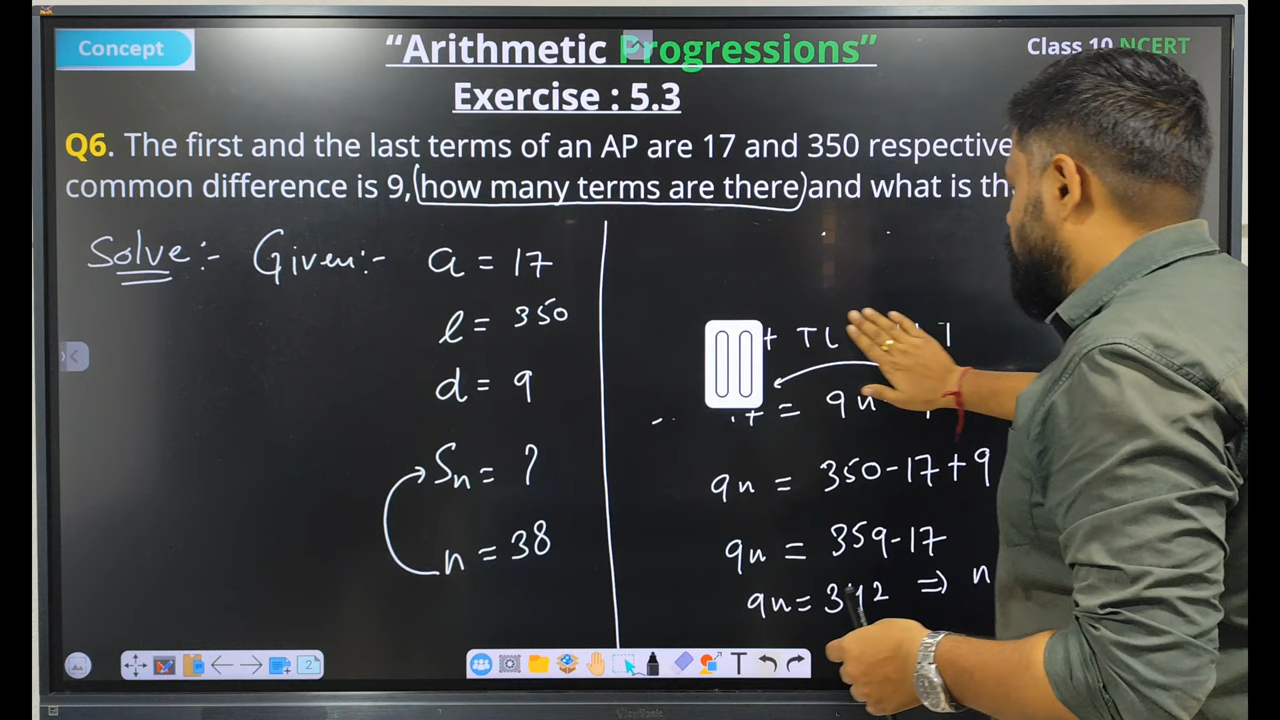 Concept
“Arithmetic Progressions”
Class 10 NCERT
Exercise : 5.3
Q6. The first and the last terms of an AP are 17 and 350
common difference is 9, (how many terms are there) and what is
Solve:- Given:- a = 17
l = 350
d = 9
Sn = ?
n = 38
9n = 350-17+9
9n = 359-17
9n = 342 => n
2
T
ViewSonic